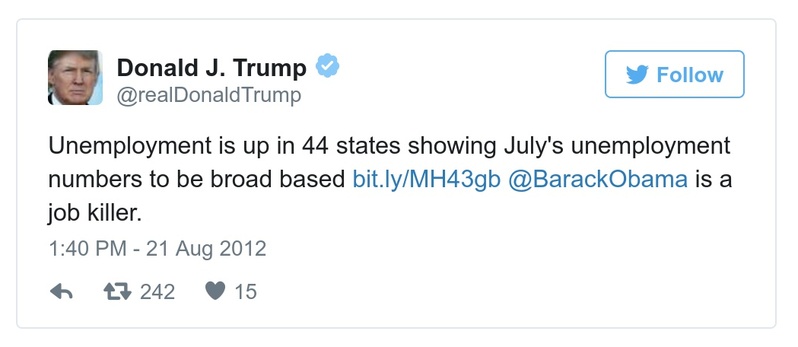 Donald J. Trump
@realDonaldTrump
Follow
Unemployment is up in 44 states showing July's unemployment
numbers to be broad based bit.ly/MH43gb @BarackObama is a
job killer.
1:40 PM - 21 Aug 2012
242 15